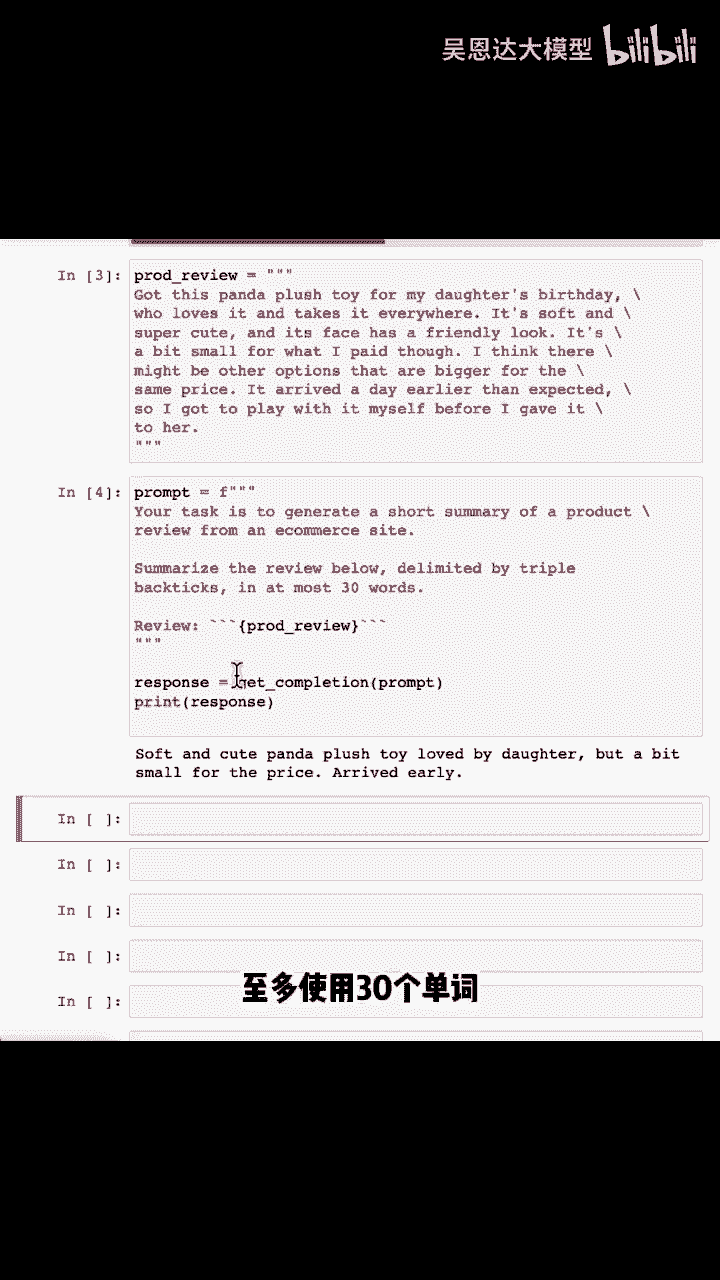 吴恩达大模型 bilibili
In [3]: prod_review = """
Got this panda plush toy for my daughter's birthday, \
who loves it and takes it everywhere. It's soft and \
super cute, and its face has a friendly look. It's \
a bit small for what I paid though. I think there \
might be other options that are bigger for the \
same price. It arrived a day earlier than expected, \
so I got to play with it myself before I gave it \
to her.
"""
In [4]: prompt = f"""
Your task is to generate a short summary of a product \
review from an ecommerce site.
Summarize the review below, delimited by triple
backticks, in at most 30 words.
Review: ```{prod_review}```
"""
response = get_completion(prompt)
print(response)
Soft and cute panda plush toy loved by daughter, but a bit
small for the price. Arrived early.
In [ ]:
In [ ]:
In [ ]:
In [ ]:
至多使用30个单词
In [ ]: